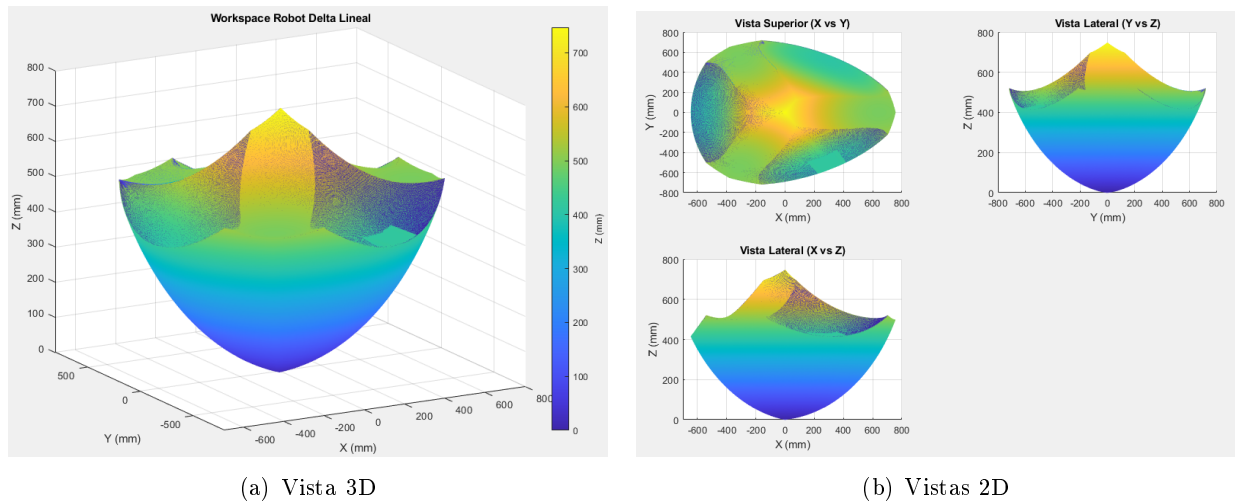 Workspace Robot Delta Lineal
800
700
600
500
400
300
200
100
0
Z (mm)
500
0
-500
Y (mm)
-600
-400
-200
0
200
400
600
800
X (mm)
700
600
500
400
300
200
100
0
Z (mm)
(a) Vista 3D
Vista Superior (X vs Y)
800
600
400
200
0
-200
-400
-600
-800
Y (mm)
-600 -400 -200 0 200 400 600 800
X (mm)
Vista Lateral (Y vs Z)
800
600
400
200
0
Z (mm)
-800 -600 -400 -200 0 200 400 600 800
Y (mm)
Vista Lateral (X vs Z)
800
600
400
200
0
Z (mm)
-600 -400 -200 0 200 400 600 800
X (mm)
(b) Vistas 2D